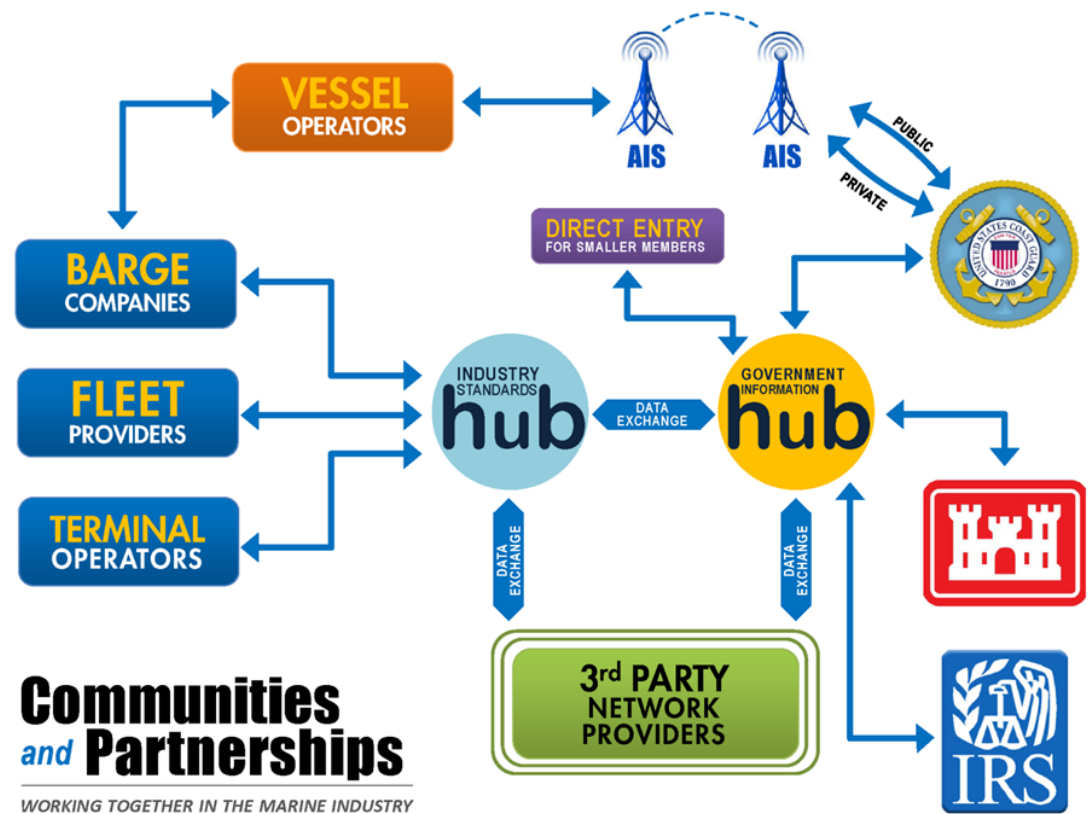 VESSEL
OPERATORS
AIS
AIS
PUBLIC
PRIVATE
DIRECT ENTRY
FOR SMALLER MEMBERS
UNITED STATES COAST GUARD
1790
BARGE
COMPANIES
INDUSTRY
STANDARDS
hub
GOVERNMENT
INFORMATION
hub
FLEET
PROVIDERS
DATA
EXCHANGE
TERMINAL
OPERATORS
DATA
EXCHANGE
DATA
EXCHANGE
3rd PARTY
NETWORK
PROVIDERS
IRS
Communities
and Partnerships
WORKING TOGETHER IN THE MARINE INDUSTRY